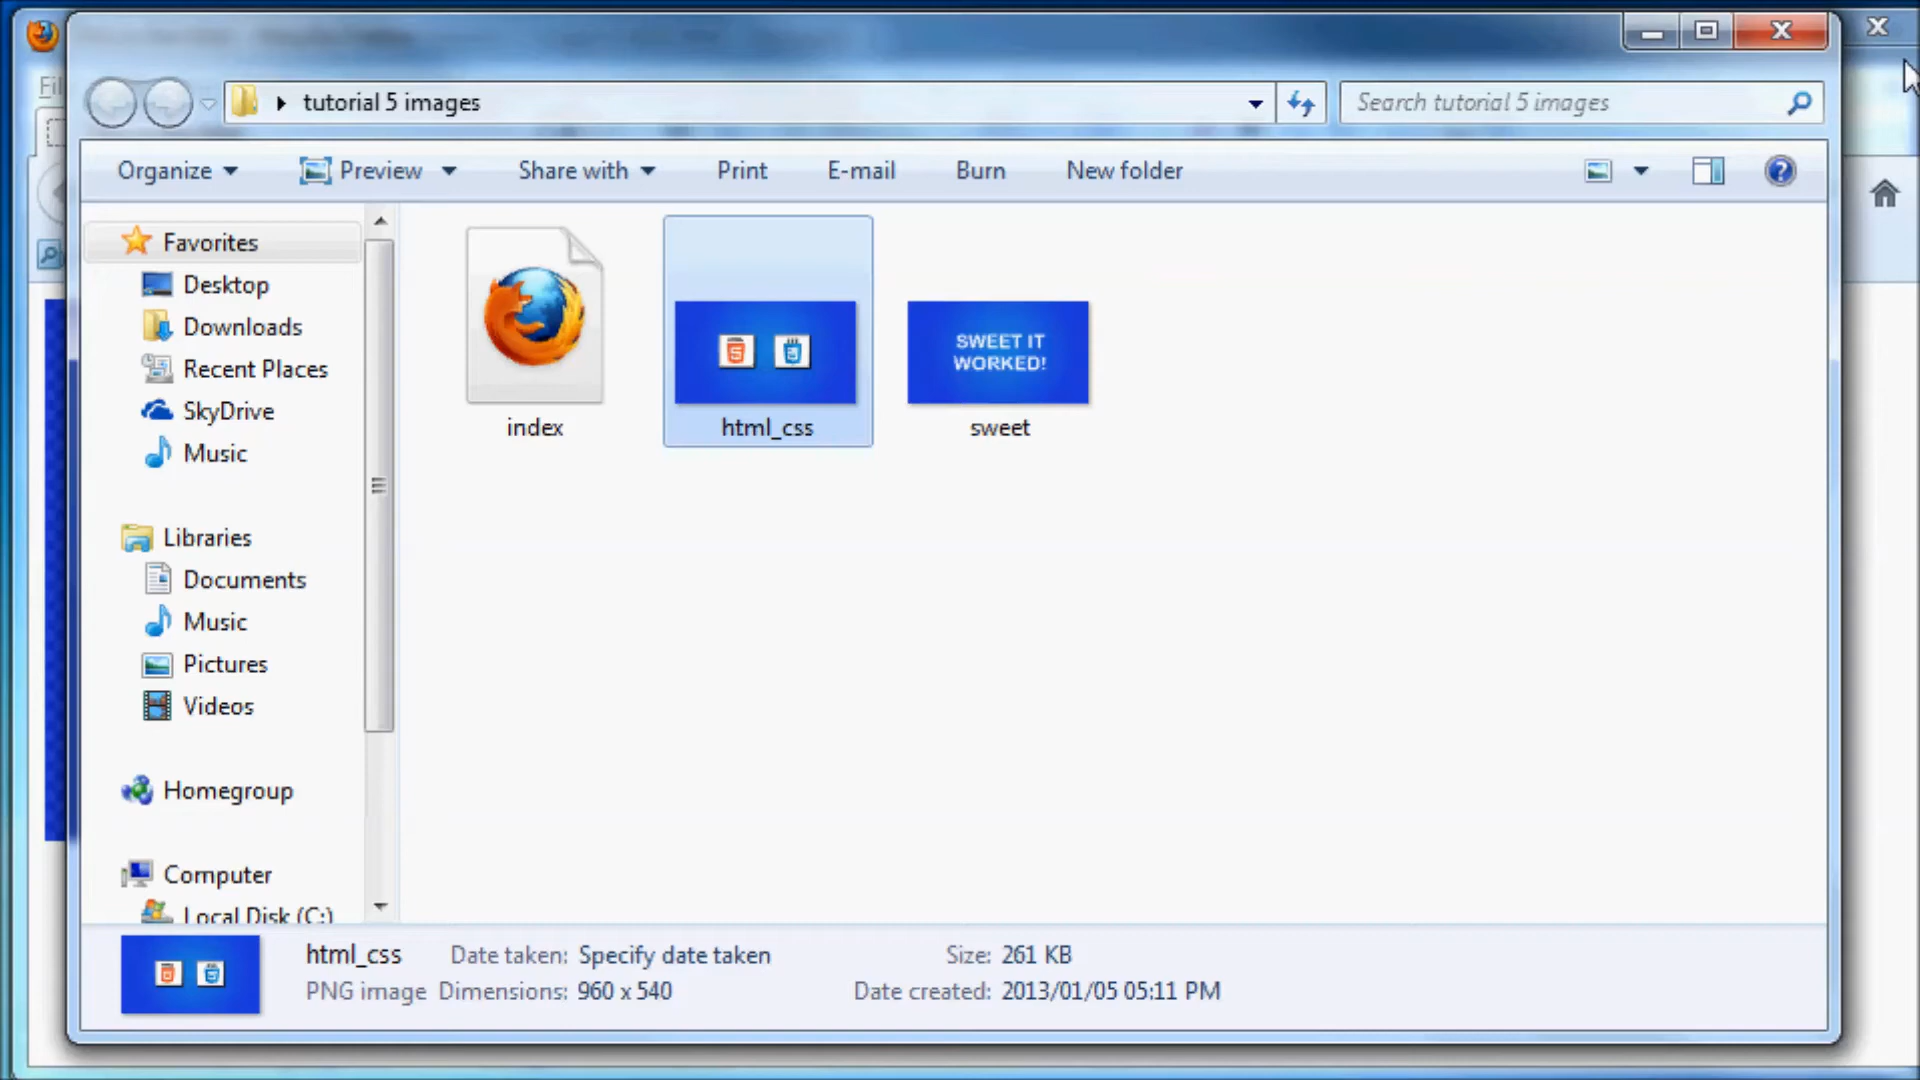 Fil
tutorial 5 images
Search tutorial 5 images
Organize
Preview
Share with
Print
E-mail
Burn
New folder
Favorites
Desktop
Downloads
Recent Places
SkyDrive
Music
Libraries
Documents
Music
Pictures
Videos
Homegroup
Computer
Local Disk (C:)
SWEET IT
WORKED!
index
html_css
sweet
html_css Date taken: Specify date taken Size: 261 KB
PNG image Dimensions: 960 x 540 Date created: 2013/01/05 05:11 PM